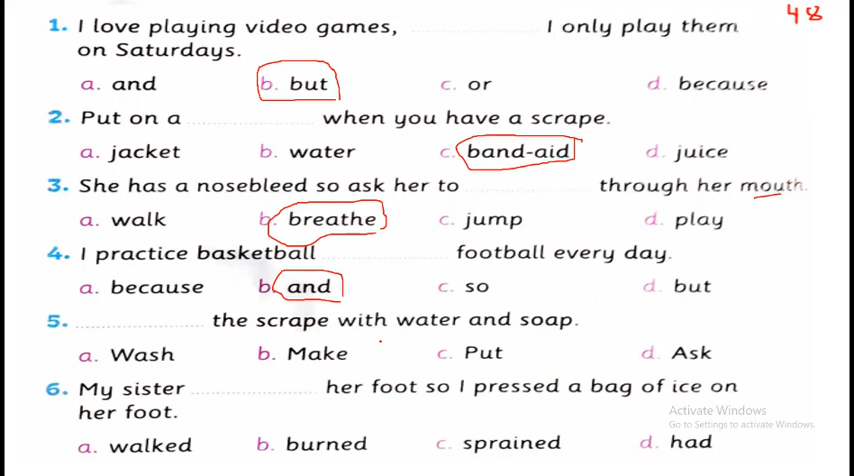 48
1. I love playing video games, ............ I only play them
on Saturdays.
a. and b. but c. or d. because
2. Put on a ............ when you have a scrape.
a. jacket b. water c. band-aid d. juice
3. She has a nosebleed so ask her to ............ through her mouth.
a. walk b. breathe c. jump d. play
4. I practice basketball ............ football every day.
a. because b. and c. so d. but
5. ............ the scrape with water and soap.
a. Wash b. Make c. Put d. Ask
6. My sister ............ her foot so I pressed a bag of ice on
her foot.
a. walked b. burned c. sprained d. had
Activate Windows
Go to Settings to activate Windows.